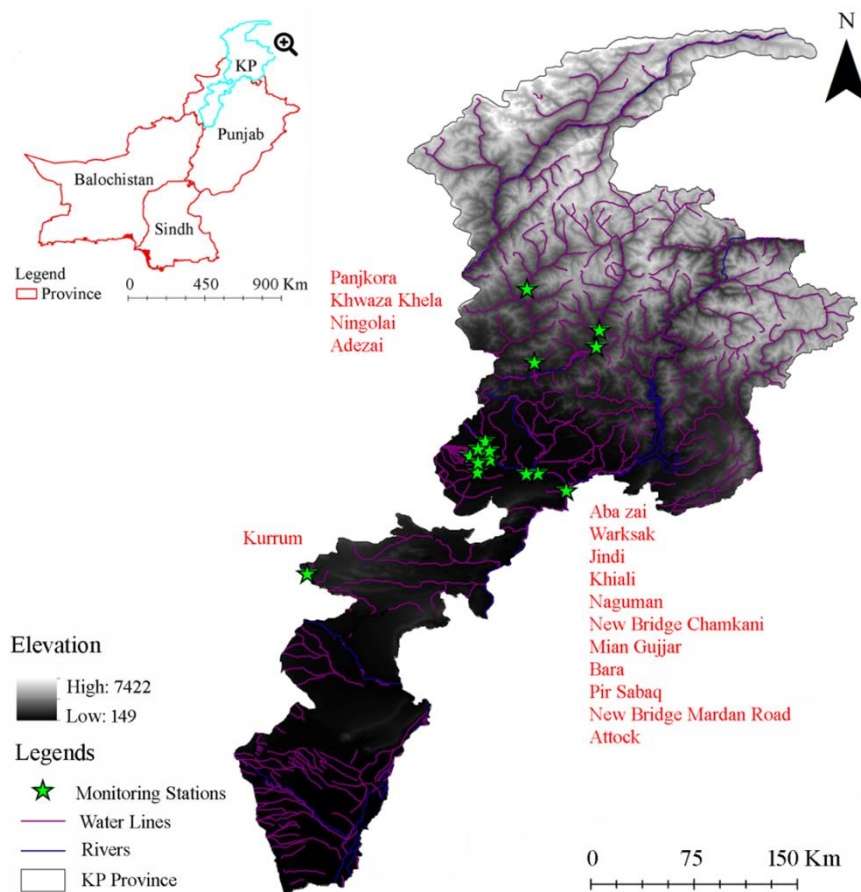 N
KP
Punjab
Balochistan
Sindh
Legend
Province
0 450 900 Km
Panjkora
Khwaza Khela
Ningolai
Adezai
Kurrum
Aba zai
Warksak
Jindi
Khiali
Naguman
New Bridge Chamkani
Mian Gujjar
Bara
Pir Sabaq
New Bridge Mardan Road
Attock
Elevation
High: 7422
Low: 149
Legends
Monitoring Stations
Water Lines
Rivers
KP Province
0 75 150 Km